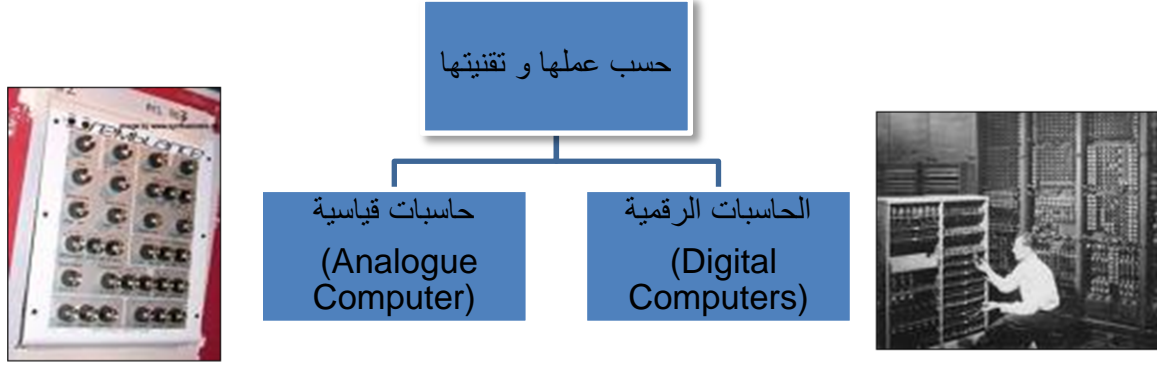 حسب عملها و تقنيتها
الحاسبات الرقمية
(Digital
Computers)
حاسبات قياسية
(Analogue
Computer)